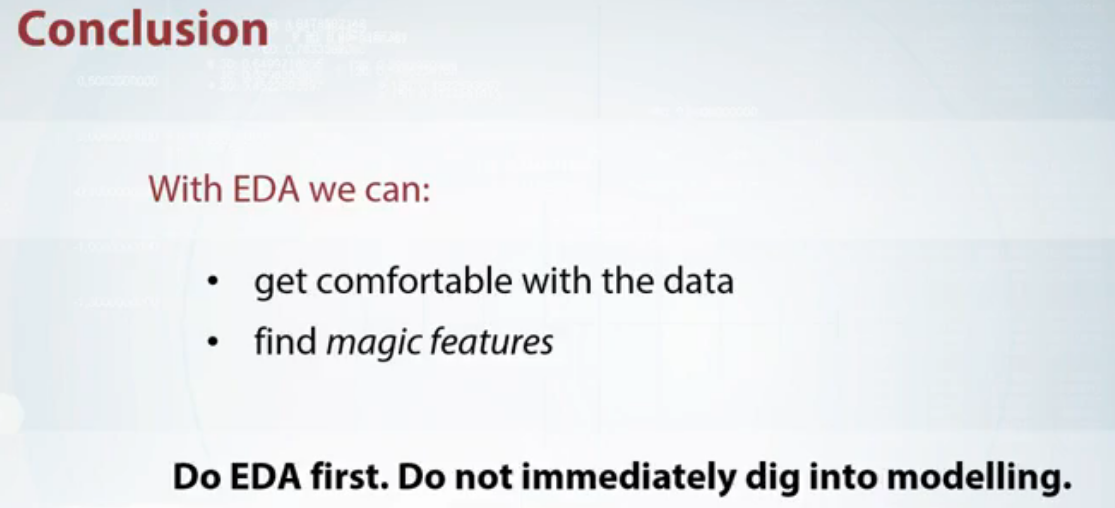 Conclusion
With EDA we can:
• get comfortable with the data
• find magic features
Do EDA first. Do not immediately dig into modelling.